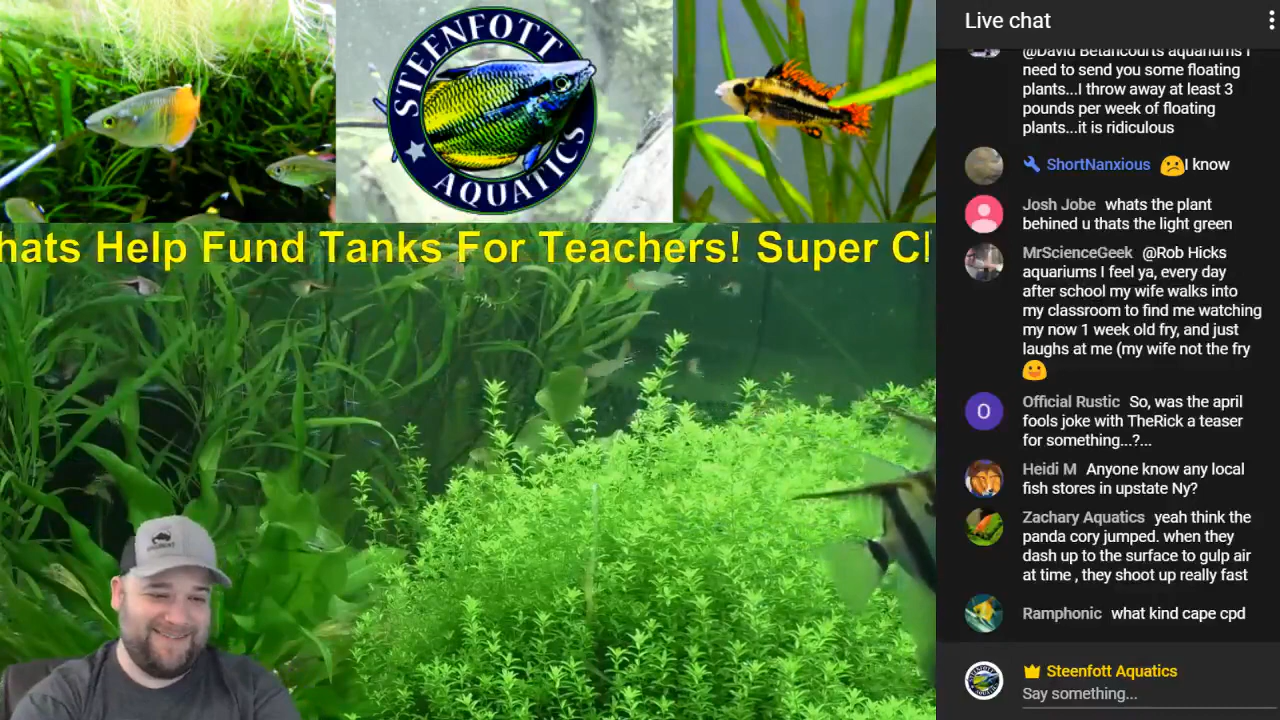 STEENFOTT
AQUATICS
hats Help Fund Tanks For Teachers! Super Cl
Live chat
@David Betancourts aquariums I
need to send you some floating
plants...I throw away at least 3
pounds per week of floating
plants...it is ridiculous
ShortNanxious I know
Josh Jobe whats the plant
behined u thats the light green
MrScienceGeek @Rob Hicks
aquariums I feel ya, every day
after school my wife walks into
my classroom to find me watching
my now 1 week old fry, and just
laughs at me (my wife not the fry
O
Official Rustic So, was the april
fools joke with TheRick a teaser
for something...?...
Heidi M Anyone know any local
fish stores in upstate Ny?
Zachary Aquatics yeah think the
panda cory jumped. when they
dash up to the surface to gulp air
at time , they shoot up really fast
Ramphonic what kind cape cpd
Steenfott Aquatics
Say something...